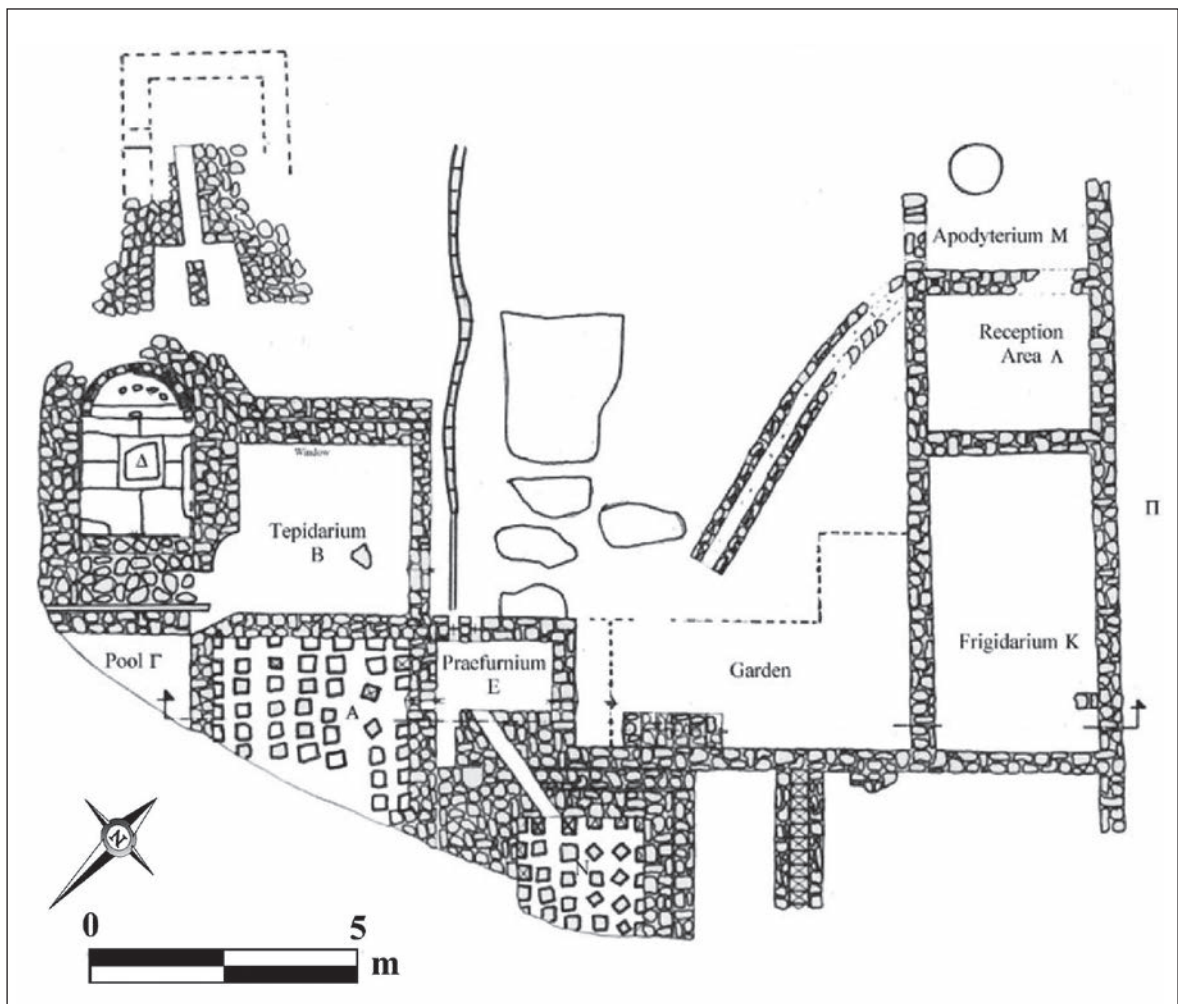 Apodyterium M
Reception
Area Λ
Δ
Window
Tepidarium
B
Π
Pool Γ
A
Praefurnium
E
Garden
Frigidarium K
N
N
0 5
m